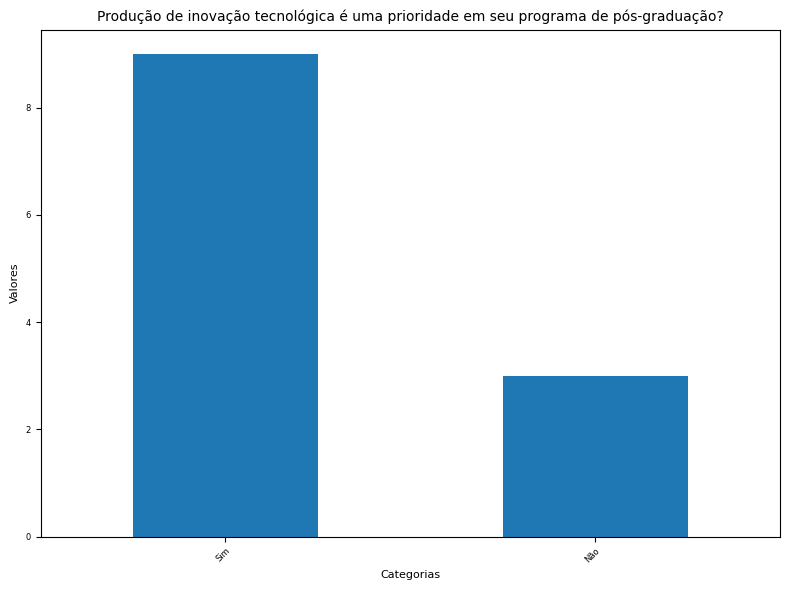 Produção de inovação tecnológica é uma prioridade em seu programa de pós-graduação?
Valores
8
6
4
2
0
Sim
Não
Categorias